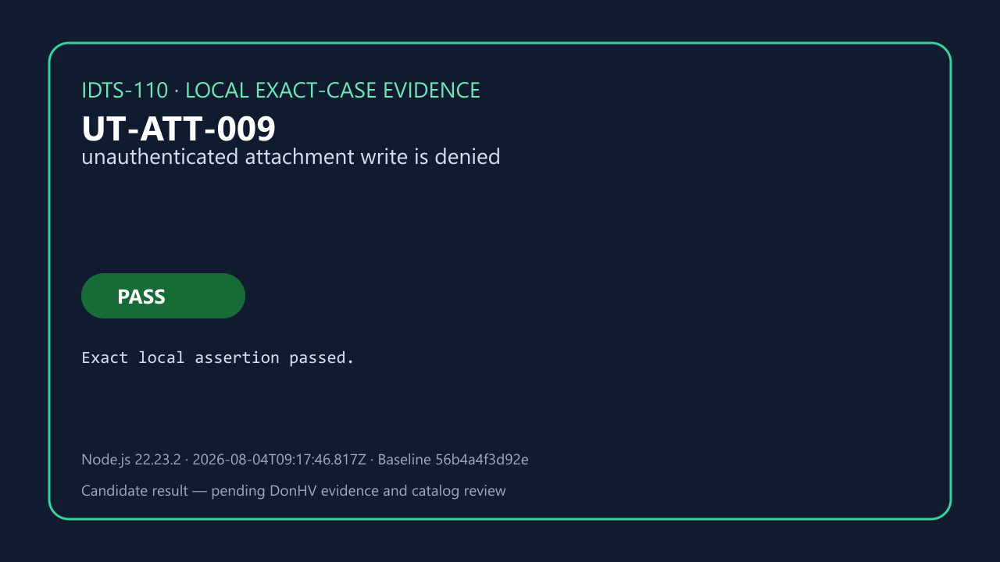 IDTS-110 · LOCAL EXACT-CASE EVIDENCE
UT-ATT-009
unauthenticated attachment write is denied
PASS
Exact local assertion passed.
Node.js 22.23.2 · 2026-08-04T09:17:46.817Z · Baseline 56b4a4f3d92e
Candidate result — pending DonHV evidence and catalog review